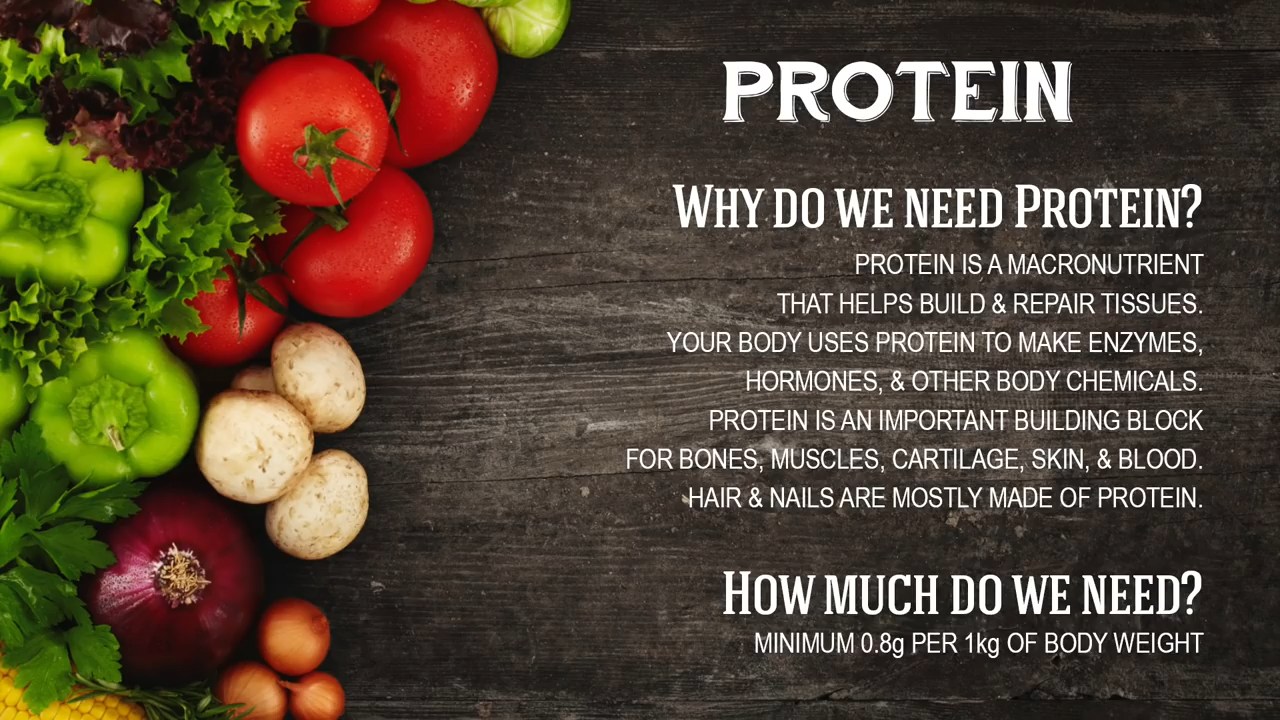 PROTEIN
WHY DO WE NEED PROTEIN?
PROTEIN IS A MACRONUTRIENT
THAT HELPS BUILD & REPAIR TISSUES.
YOUR BODY USES PROTEIN TO MAKE ENZYMES,
HORMONES, & OTHER BODY CHEMICALS.
PROTEIN IS AN IMPORTANT BUILDING BLOCK
FOR BONES, MUSCLES, CARTILAGE, SKIN, & BLOOD.
HAIR & NAILS ARE MOSTLY MADE OF PROTEIN.
HOW MUCH DO WE NEED?
MINIMUM 0.8g PER 1kg OF BODY WEIGHT